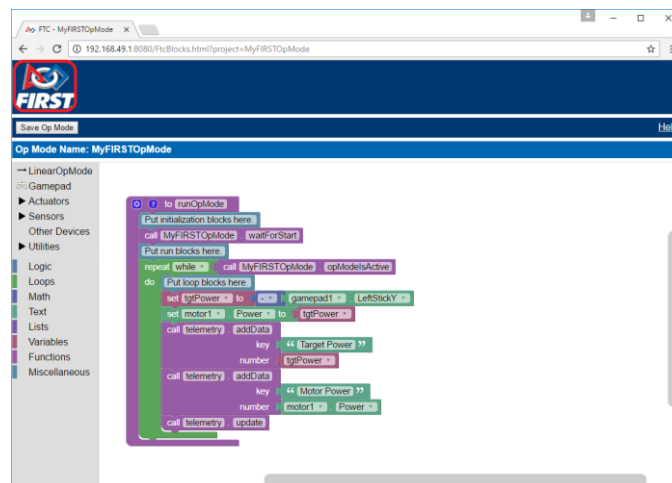 FTC - MyFIRSTOpMode
192.168.49.1:8080/FtcBlocks.html?project=MyFIRSTOpMode
FIRST
Save Op Mode
Hel
Op Mode Name: MyFIRSTOpMode
LinearOpMode
Gamepad
Actuators
Sensors
Other Devices
Utilities
Logic
Loops
Math
Text
Lists
Variables
Functions
Miscellaneous
to runOpMode
Put initialization blocks here.
call MyFIRSTOpMode . waitForStart
Put run blocks here.
repeat while call MyFIRSTOpMode . opModeIsActive
do Put loop blocks here.
set tgtPower to - gamepad1 . LeftStickY
set motor1 . Power to tgtPower
call telemetry . addData
key “ Target Power ”
number tgtPower
call telemetry . addData
key “ Motor Power ”
number motor1 . Power
call telemetry . update